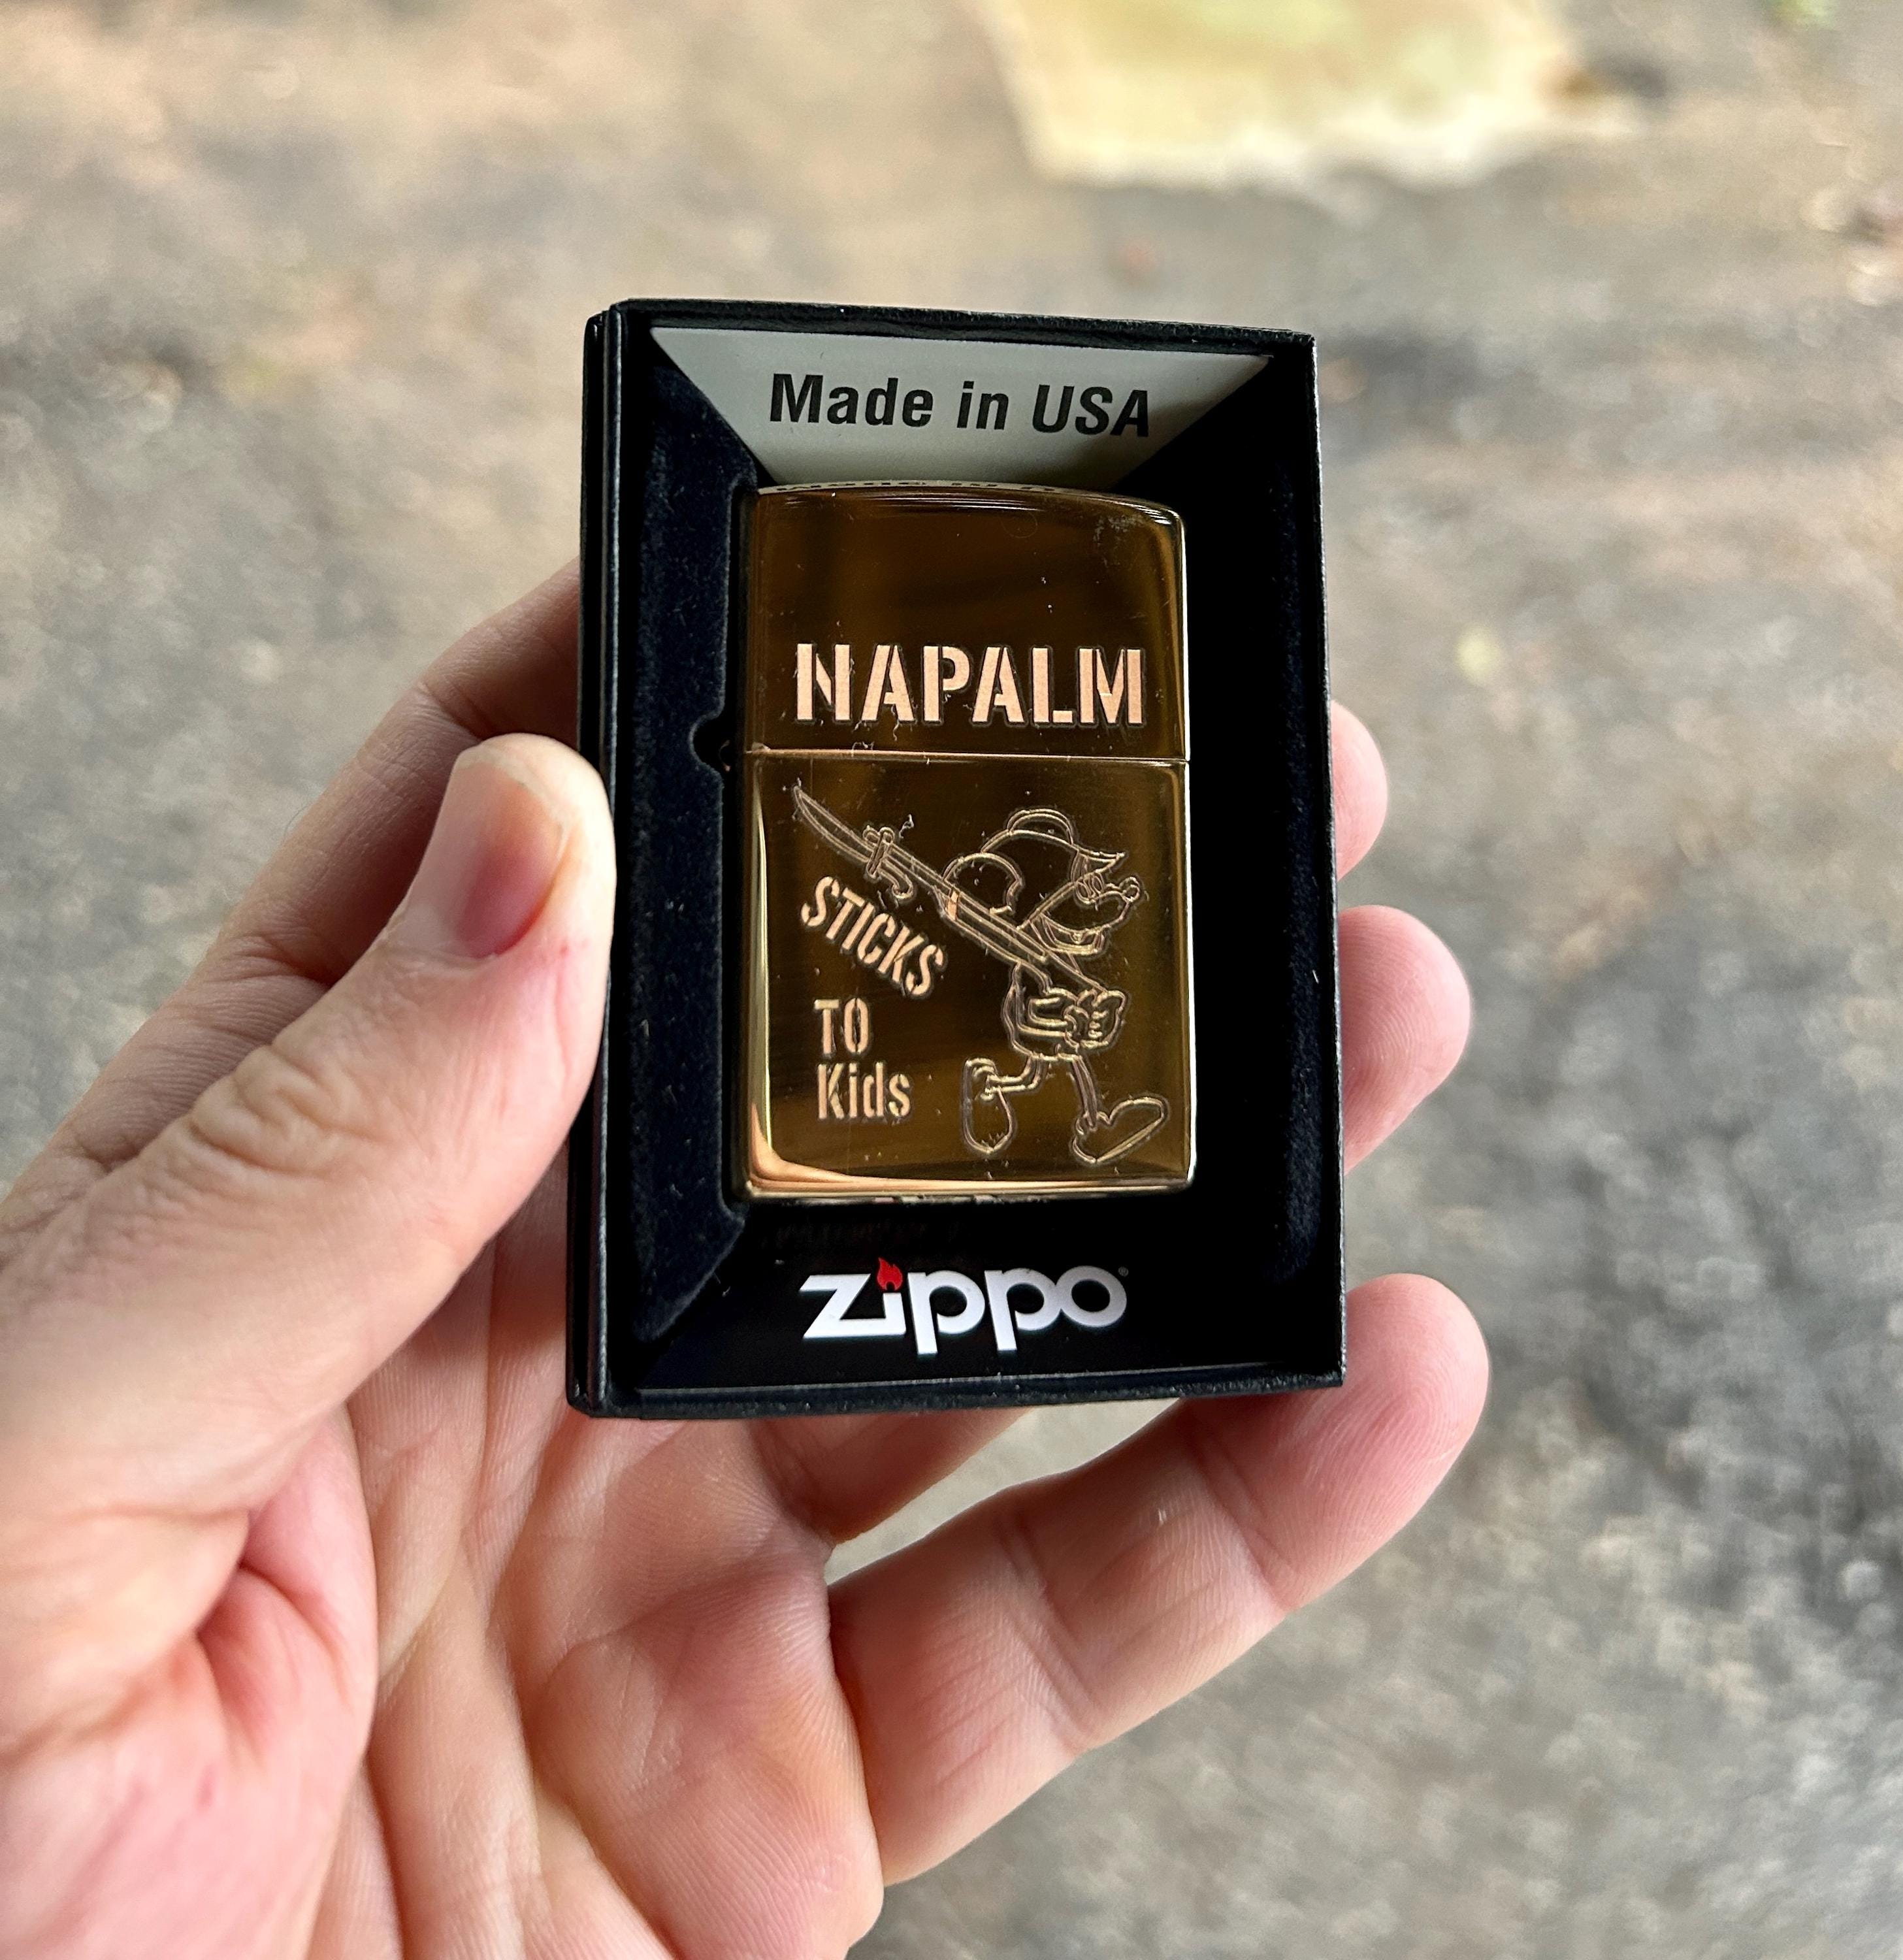 Made in USA
NAPALM
STICKS
TO
Kids
zippo